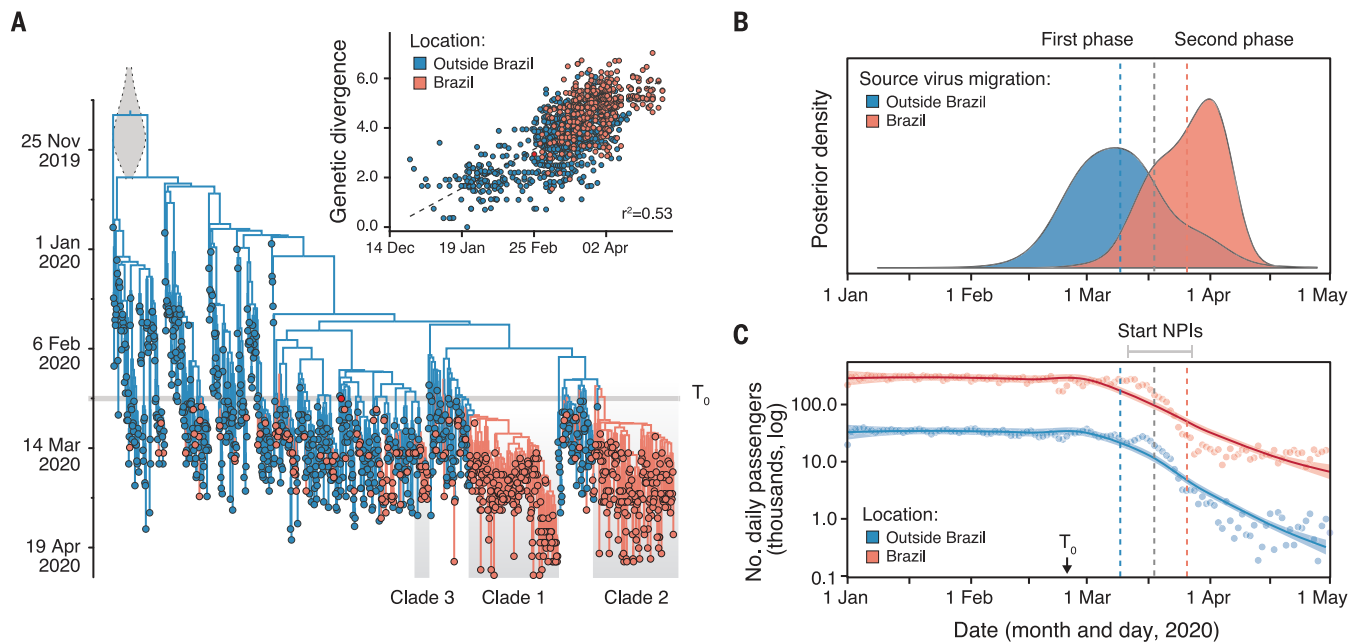 A
25 Nov
2019
1 Jan
2020
6 Feb
2020
14 Mar
2020
19 Apr
2020
T0
Clade 3
Clade 1
Clade 2
Location:
Outside Brazil
Brazil
Genetic divergence
6.0
4.0
2.0
0.0
r²=0.53
14 Dec
19 Jan
25 Feb
02 Apr
B
First phase
Second phase
Source virus migration:
Outside Brazil
Brazil
Posterior density
1 Jan
1 Feb
1 Mar
1 Apr
1 May
C
Start NPIs
No. daily passengers
(thousands, log)
100.0
10.0
1.0
0.1
Location:
Outside Brazil
Brazil
T0
1 Jan
1 Feb
1 Mar
1 Apr
1 May
Date (month and day, 2020)